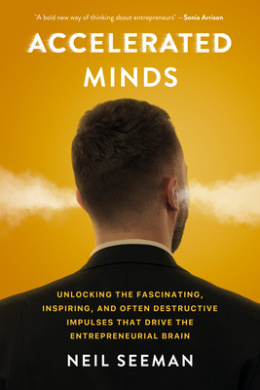 "A bold new way of thinking about entrepreneurs" – Sonia Arrison
ACCELERATED
MINDS
UNLOCKING THE FASCINATING,
INSPIRING, AND OFTEN DESTRUCTIVE
IMPULSES THAT DRIVE THE
ENTREPRENEURIAL BRAIN
NEIL SEEMAN